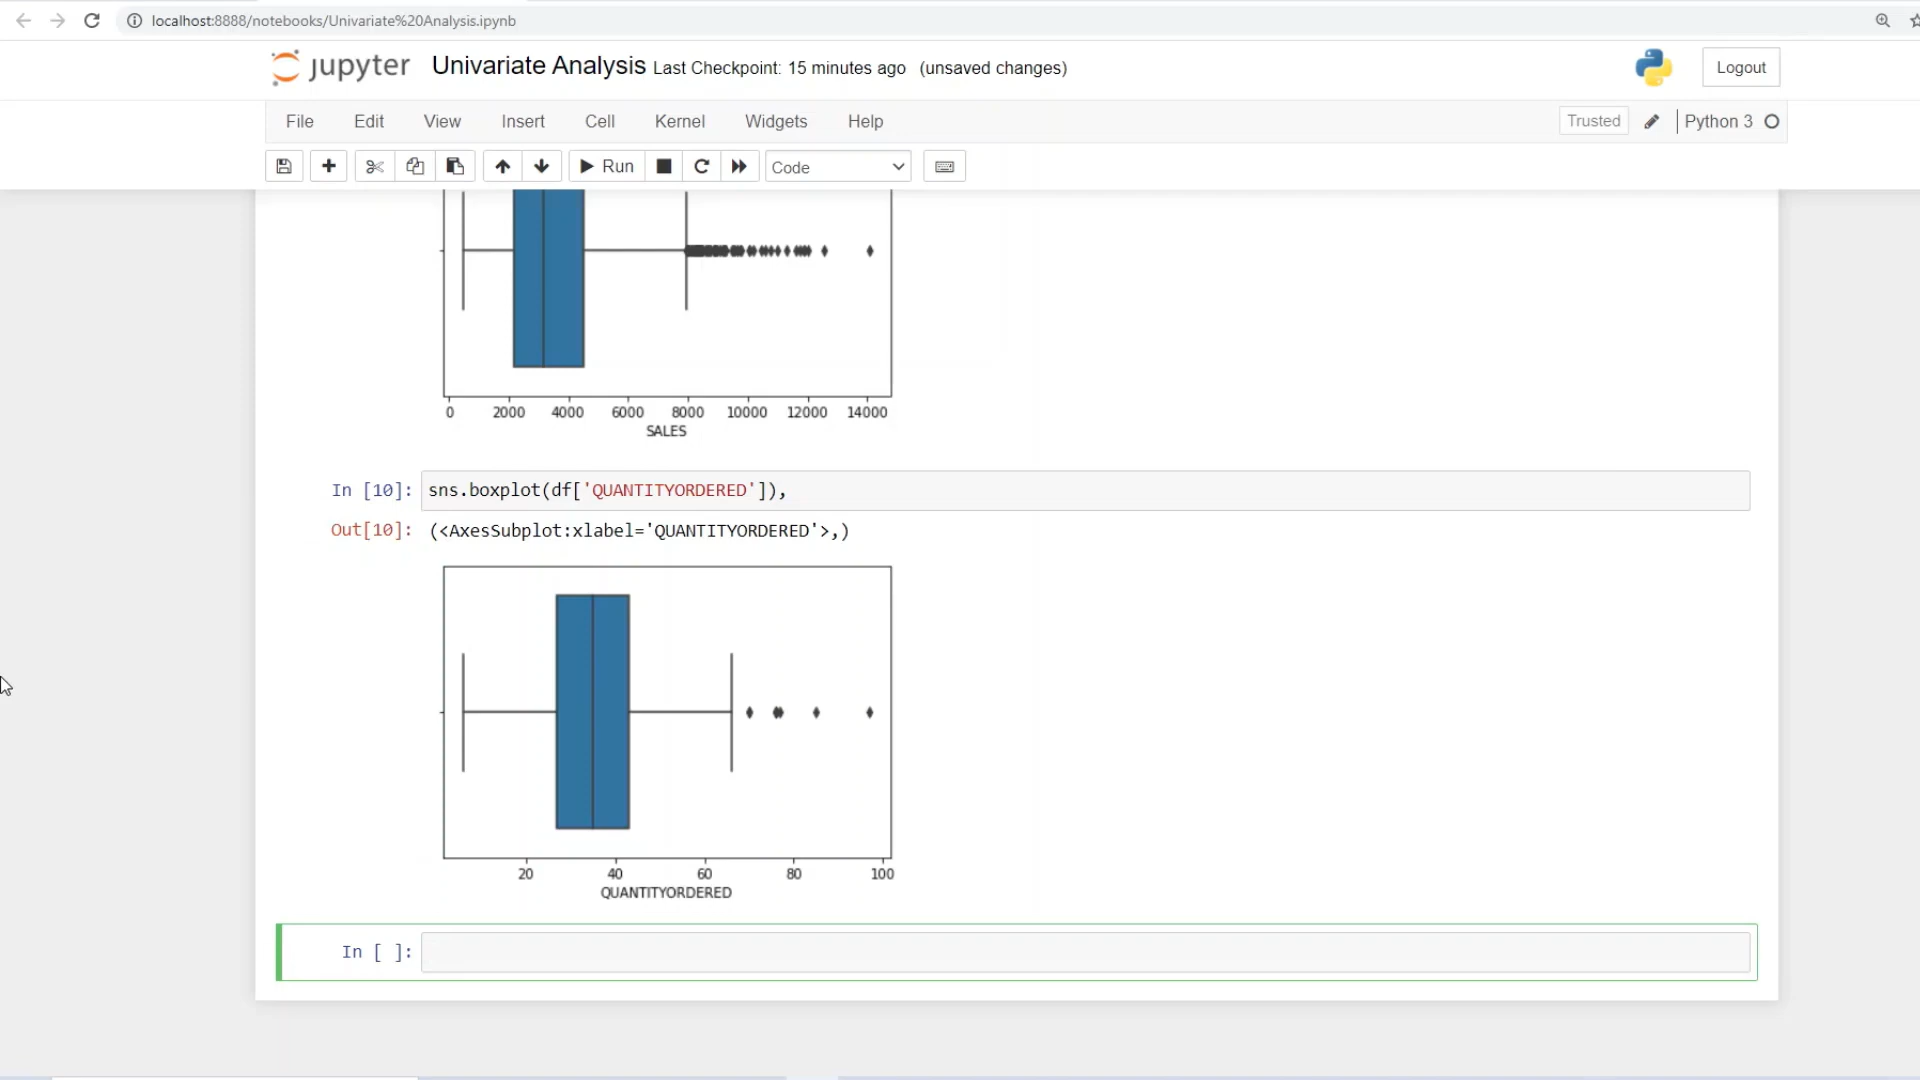 localhost:8888/notebooks/Univariate%20Analysis.ipynb
jupyter Univariate Analysis Last Checkpoint: 15 minutes ago (unsaved changes) Logout
File Edit View Insert Cell Kernel Widgets Help Trusted Python 3
Run Code
0 2000 4000 6000 8000 10000 12000 14000
SALES
In [10]: sns.boxplot(df['QUANTITYORDERED']),
Out[10]: (<AxesSubplot:xlabel='QUANTITYORDERED'>,)
20 40 60 80 100
QUANTITYORDERED
In [ ]: